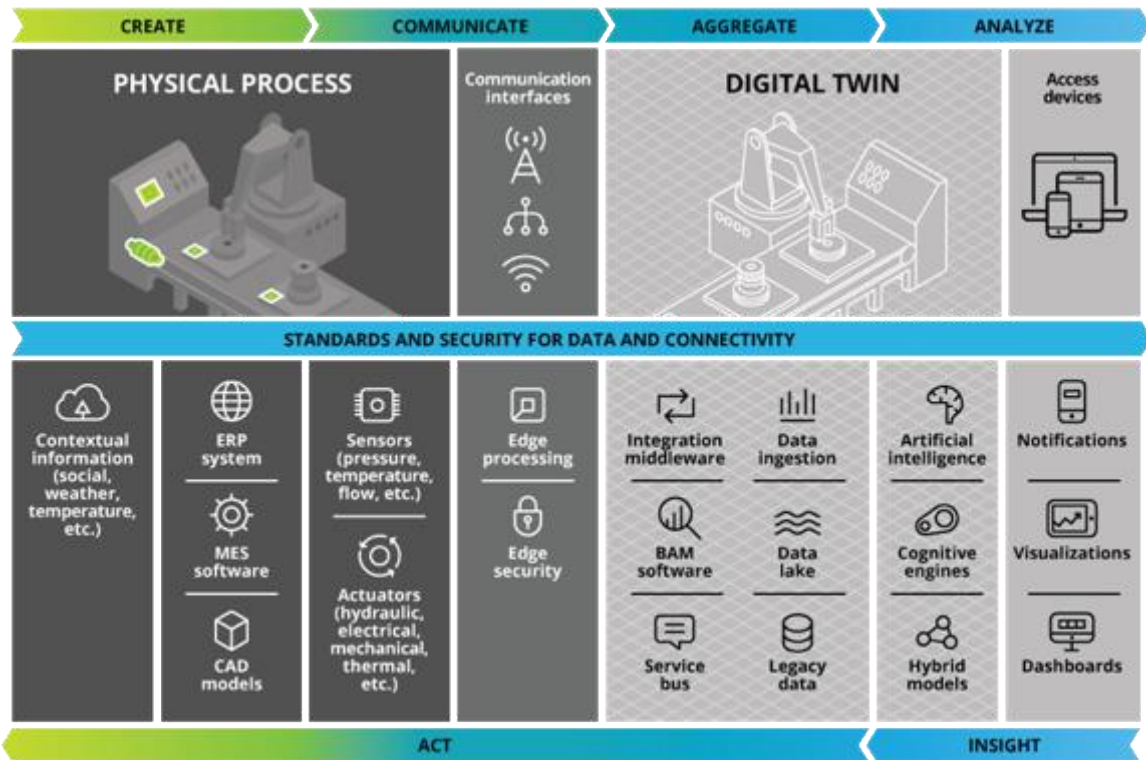 CREATE
COMMUNICATE
AGGREGATE
ANALYZE
PHYSICAL PROCESS
Communication
interfaces
DIGITAL TWIN
Access
devices
STANDARDS AND SECURITY FOR DATA AND CONNECTIVITY
Contextual
information
(social,
weather,
temperature,
etc.)
ERP
system
MES
software
CAD
models
Sensors
(pressure,
temperature,
flow, etc.)
Actuators
(hydraulic,
electrical,
mechanical,
thermal,
etc.)
Edge
processing
Edge
security
Integration
middleware
BAM
software
Service
bus
Data
ingestion
Data
lake
Legacy
data
Artificial
intelligence
Cognitive
engines
Hybrid
models
Notifications
Visualizations
Dashboards
ACT
INSIGHT